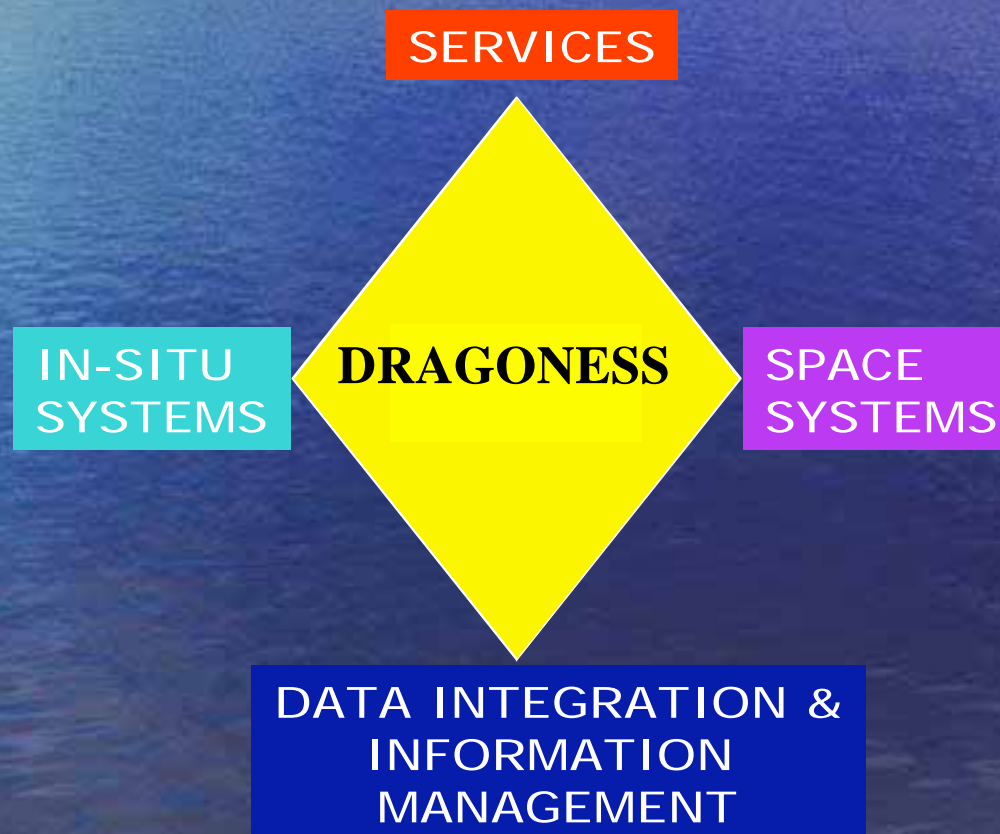 SERVICES
IN-SITU
SYSTEMS
DRAGONESS
SPACE
SYSTEMS
DATA INTEGRATION &
INFORMATION
MANAGEMENT